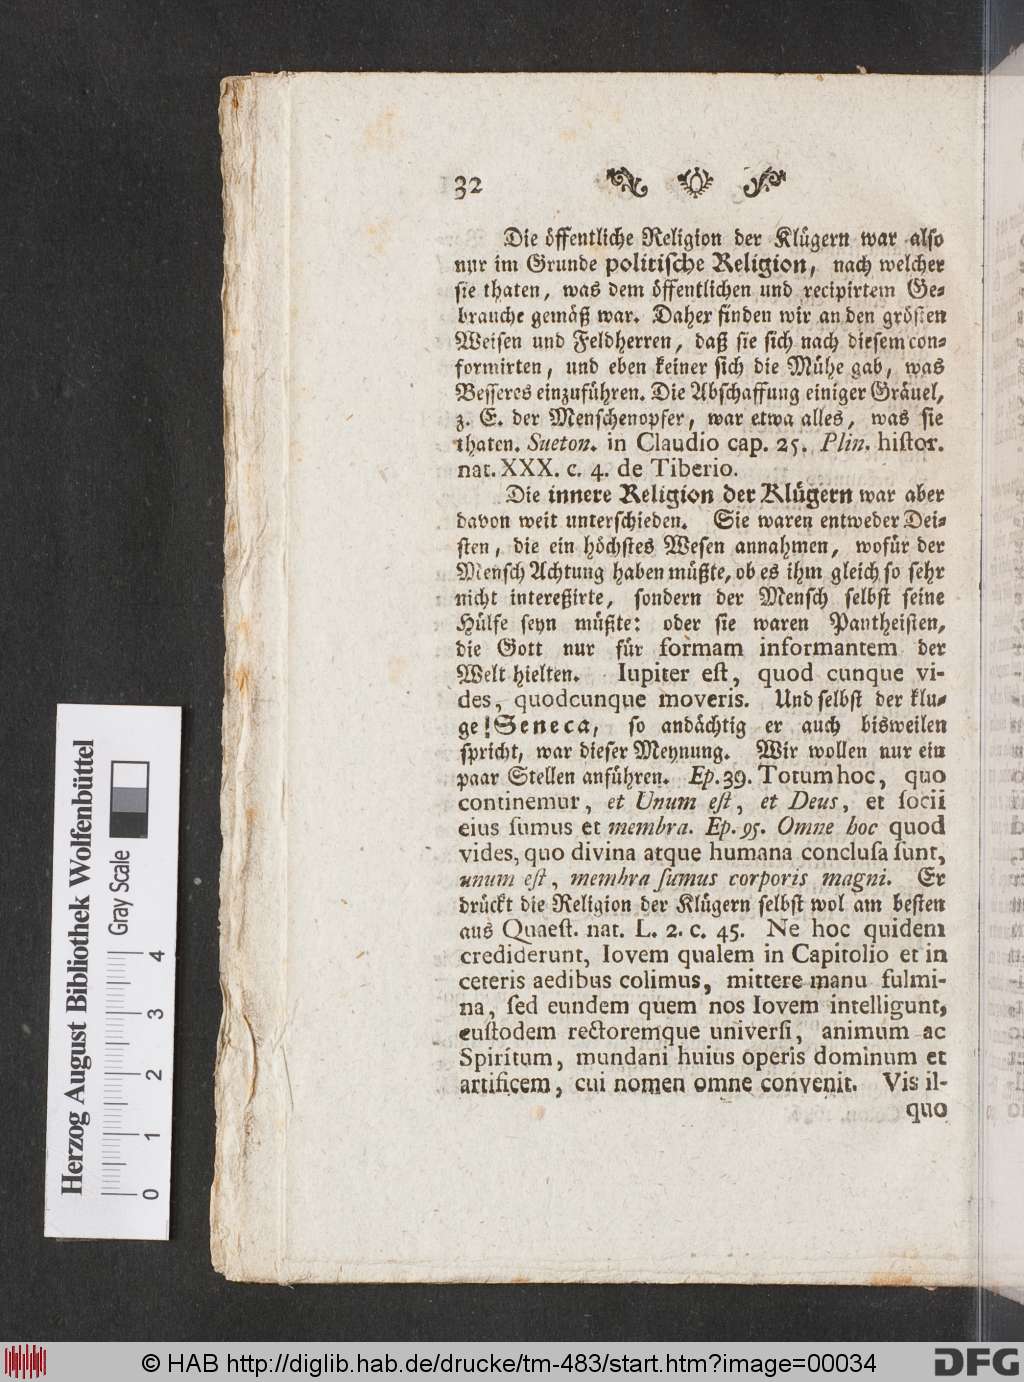 32
Die öffentliche Religion der Klügern war also
nur im Grunde politische Religion, nach welcher
sie thaten, was dem öffentlichen und recipirtem Ge-
brauche gemäß war. Daher finden wir an den größten
Weisen und Feldherren, daß sie sich nach diesem con-
formirten, und eben keiner sich die Mühe gab, was
Besseres einzuführen. Die Abschaffung einiger Gräuel,
z. E. der Menschenopfer, war etwa alles, was sie
thaten. Sueton. in Claudio cap. 25. Plin. histor.
nat. XXX. c. 4. de Tiberio.
Die innere Religion der Klügern war aber
davon weit unterschieden. Sie waren entweder Dei-
sten, die ein höchstes Wesen annahmen, wofür der
Mensch Achtung haben müßte, ob es ihm gleich so sehr
nicht intereßirte, sondern der Mensch selbst seine
Hülfe seyn müßte: oder sie waren Pantheisten,
die Gott nur für formam informantem der
Welt hielten. Iupiter est, quod cunque vi-
des, quodcunque moveris. Und selbst der klu-
ge Seneca, so andächtig er auch bisweilen
spricht, war dieser Meynung. Wir wollen nur ein
paar Stellen anführen. Ep. 39. Totum hoc, quo
continemur, et Unum est, et Deus, et socii
eius sumus et membra. Ep. 95. Omne hoc quod
vides, quo divina atque humana conclusa sunt,
unum est, membra sumus corporis magni. Er
drückt die Religion der Klügern selbst wol am besten
aus Quaest. nat. L. 2. c. 45. Ne hoc quidem
crediderunt, Iovem qualem in Capitolio et in
ceteris aedibus colimus, mittere manu fulmi-
na, sed eundem quem nos Iovem intelligunt,
custodem rectoremque universi, animum ac
Spiritum, mundani huius operis dominum et
artificem, cui nomen omne convenit. Vis il-
quo
Herzog August Bibliothek Wolfenbüttel
Gray Scale
0 1 2 3 4
© HAB http://diglib.hab.de/drucke/tm-483/start.htm?image=00034
DFG